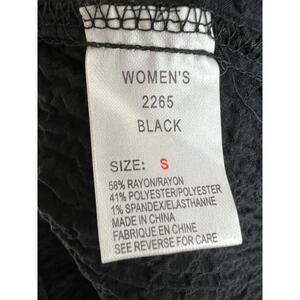 WOMEN'S
2265
BLACK
SIZE: S
58% RAYON/RAYON
41% POLYESTER/POLYESTER
1% SPANDEX/ELASTHANNE
MADE IN CHINA
FABRIQUE EN CHINE
SEE REVERSE FOR CARE